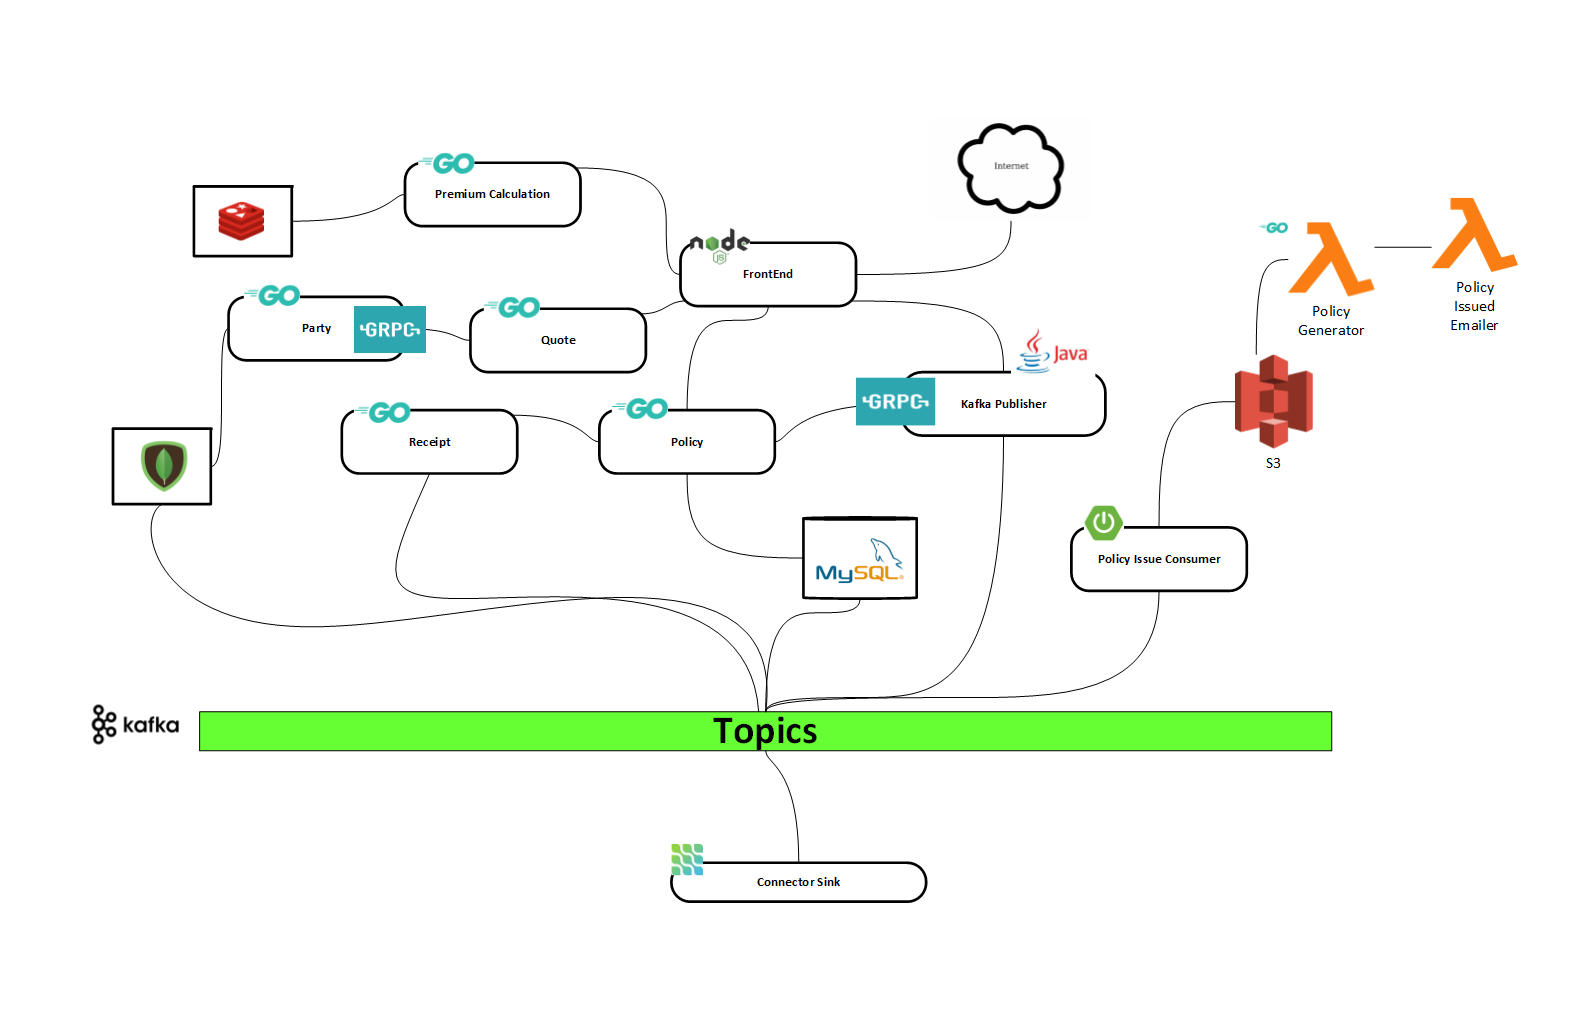 GO
Premium Calculation
Internet
node
JS
FrontEnd
GO
GO
Party
GRPC
GO
Quote
Policy
Generator
Policy
Issued
Emailer
Java
GRPC
Kafka Publisher
GO
Receipt
GO
Policy
S3
MySQL®
Policy Issue Consumer
kafka
Topics
Connector Sink